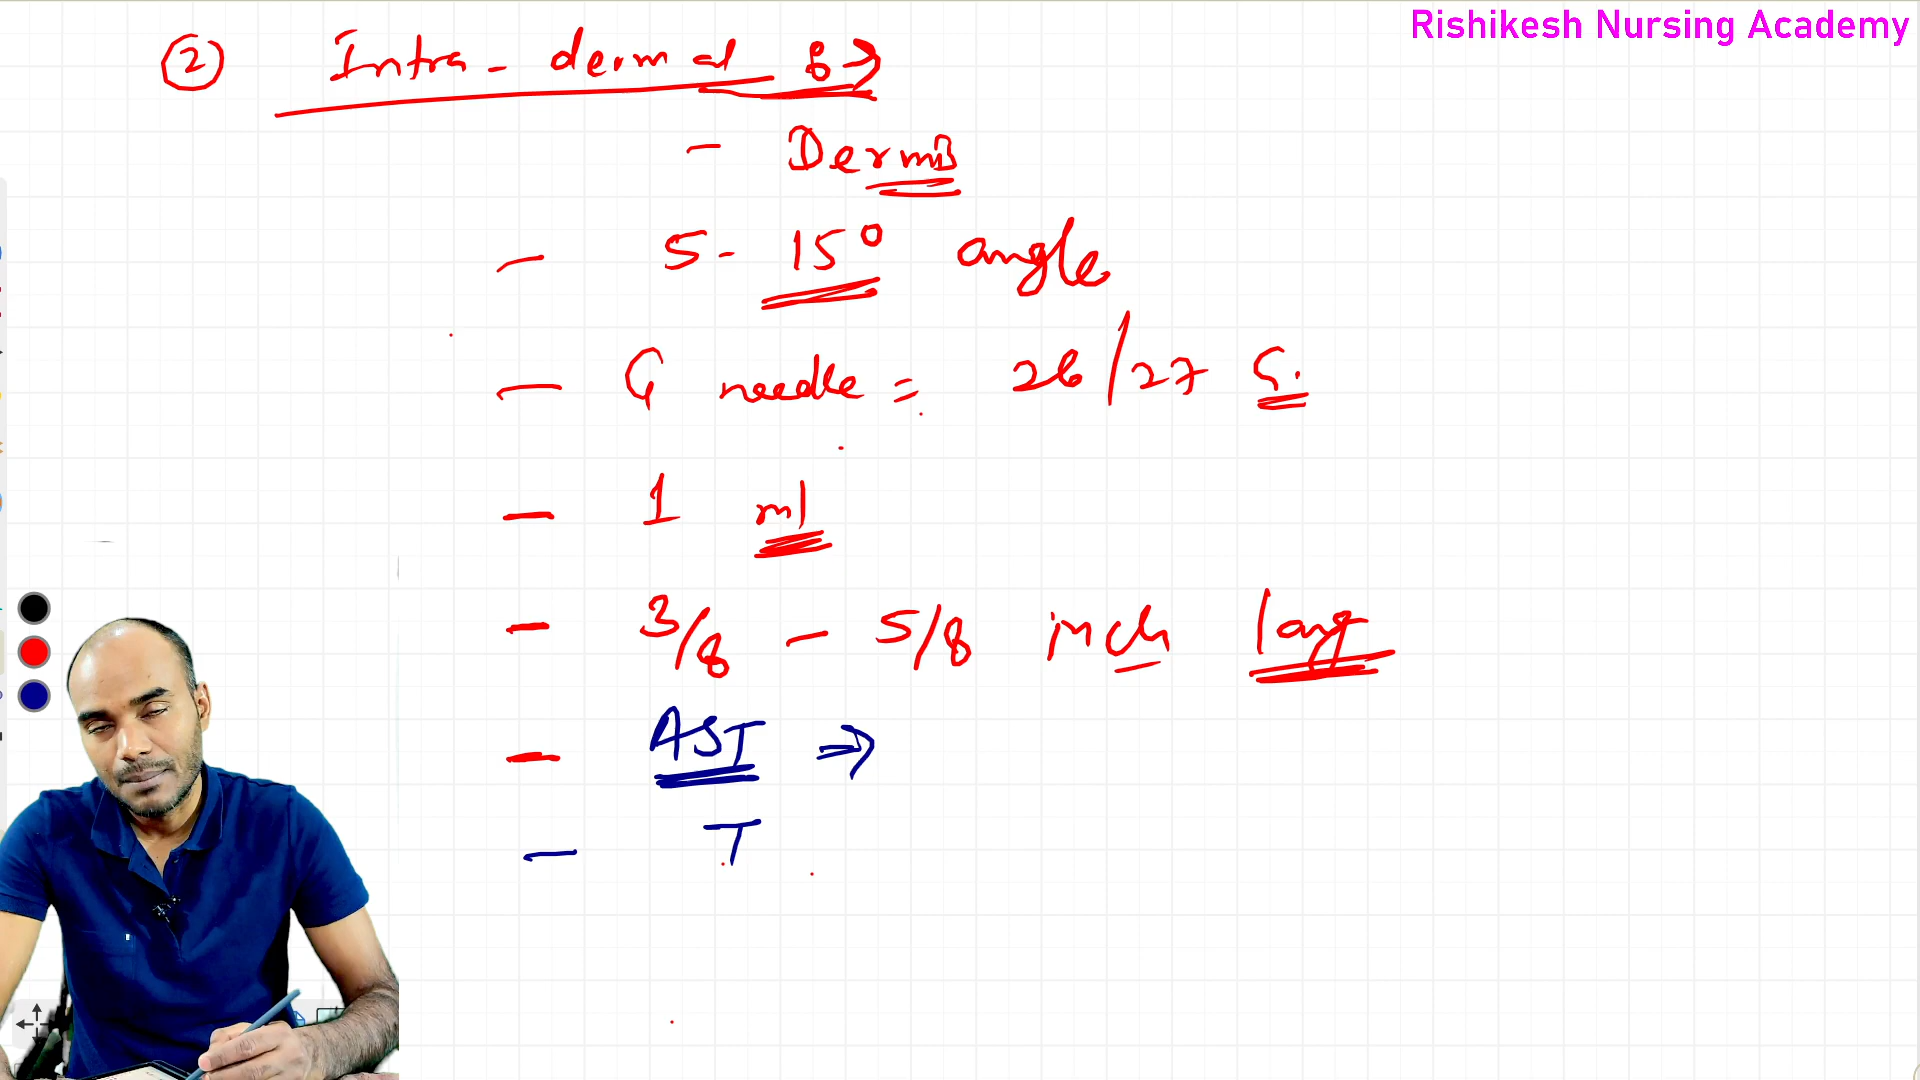 Rishikesh Nursing Academy
② Intra-dermal :→
- Dermis
- 5-15° angle
- G needle = 26/27 G.
- 1 ml
- 3/8 - 5/8 inch long
- AST ⇒
- T